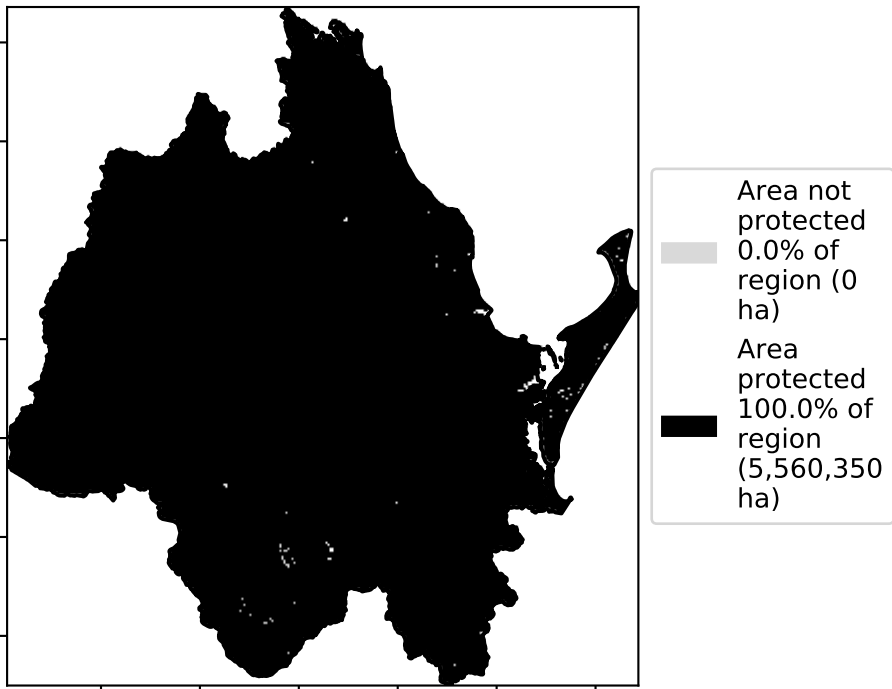 Area not
protected
0.0% of
region (0
ha)
Area
protected
100.0% of
region
(5,560,350
ha)